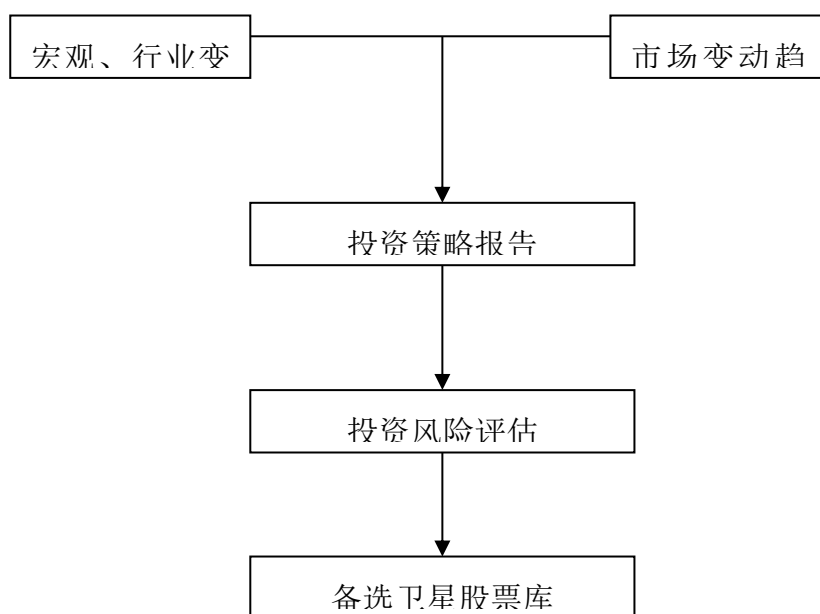 宏观、行业变
市场变动趋
投资策略报告
投资风险评估
备选卫星股票库